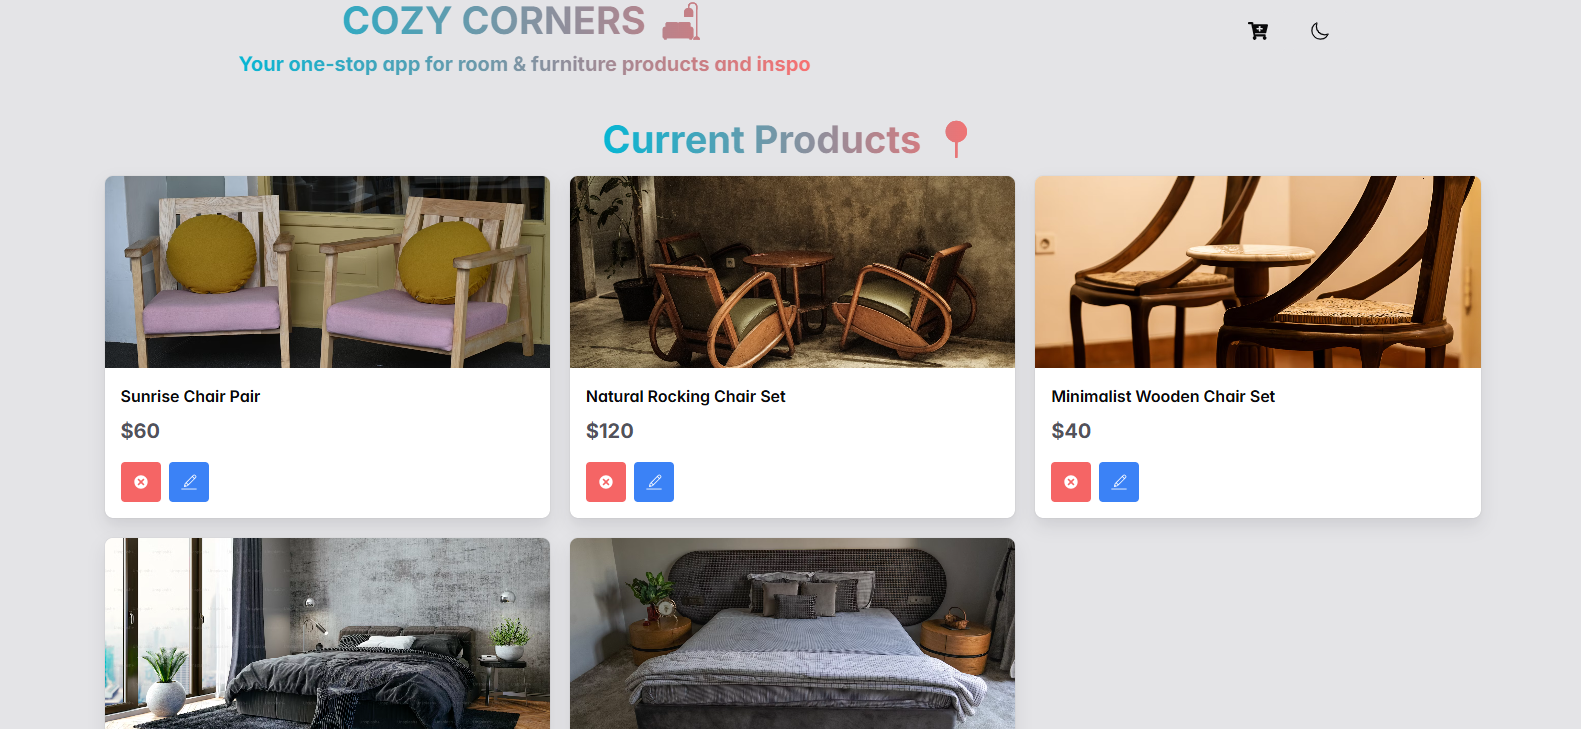 COZY CORNERS
Your one-stop app for room & furniture products and inspo
Current Products
Sunrise Chair Pair
$60
Natural Rocking Chair Set
$120
Minimalist Wooden Chair Set
$40